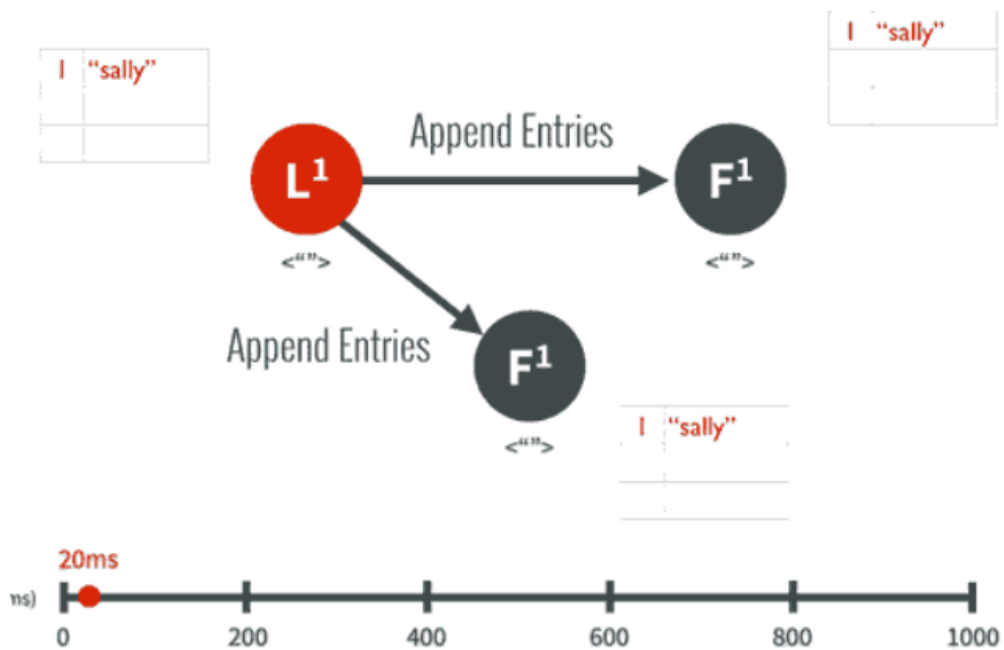 1 “sally”
1 “sally”
Append Entries
L¹
F¹
<“”>
<“”>
Append Entries
F¹
<“”>
1 “sally”
20ms
ms)
0 200 400 600 800 1000